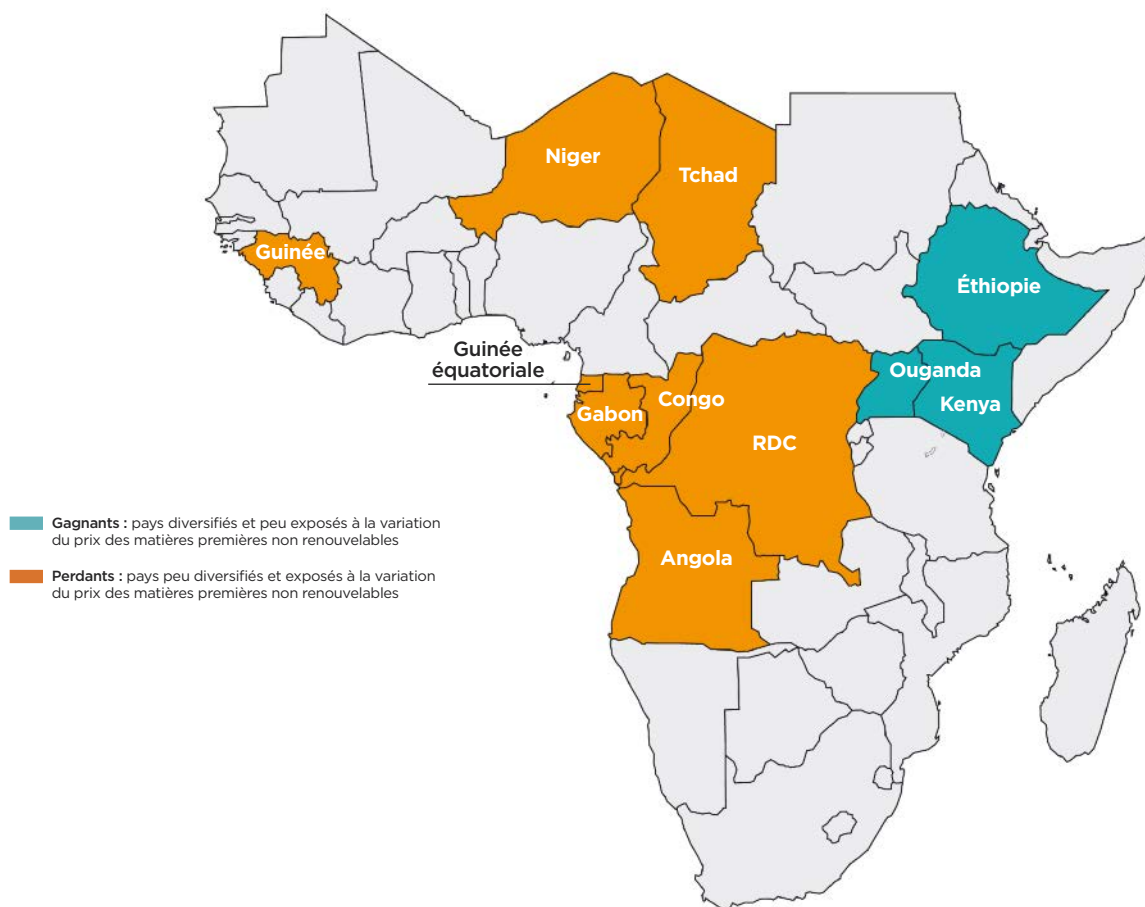 Niger
Tchad
Guinée
Éthiopie
Guinée
équatoriale
Ouganda
Gabon
Congo
Kenya
RDC
Gagnants : pays diversifiés et peu exposés à la variation
du prix des matières premières non renouvelables
Perdants : pays peu diversifiés et exposés à la variation
du prix des matières premières non renouvelables
Angola